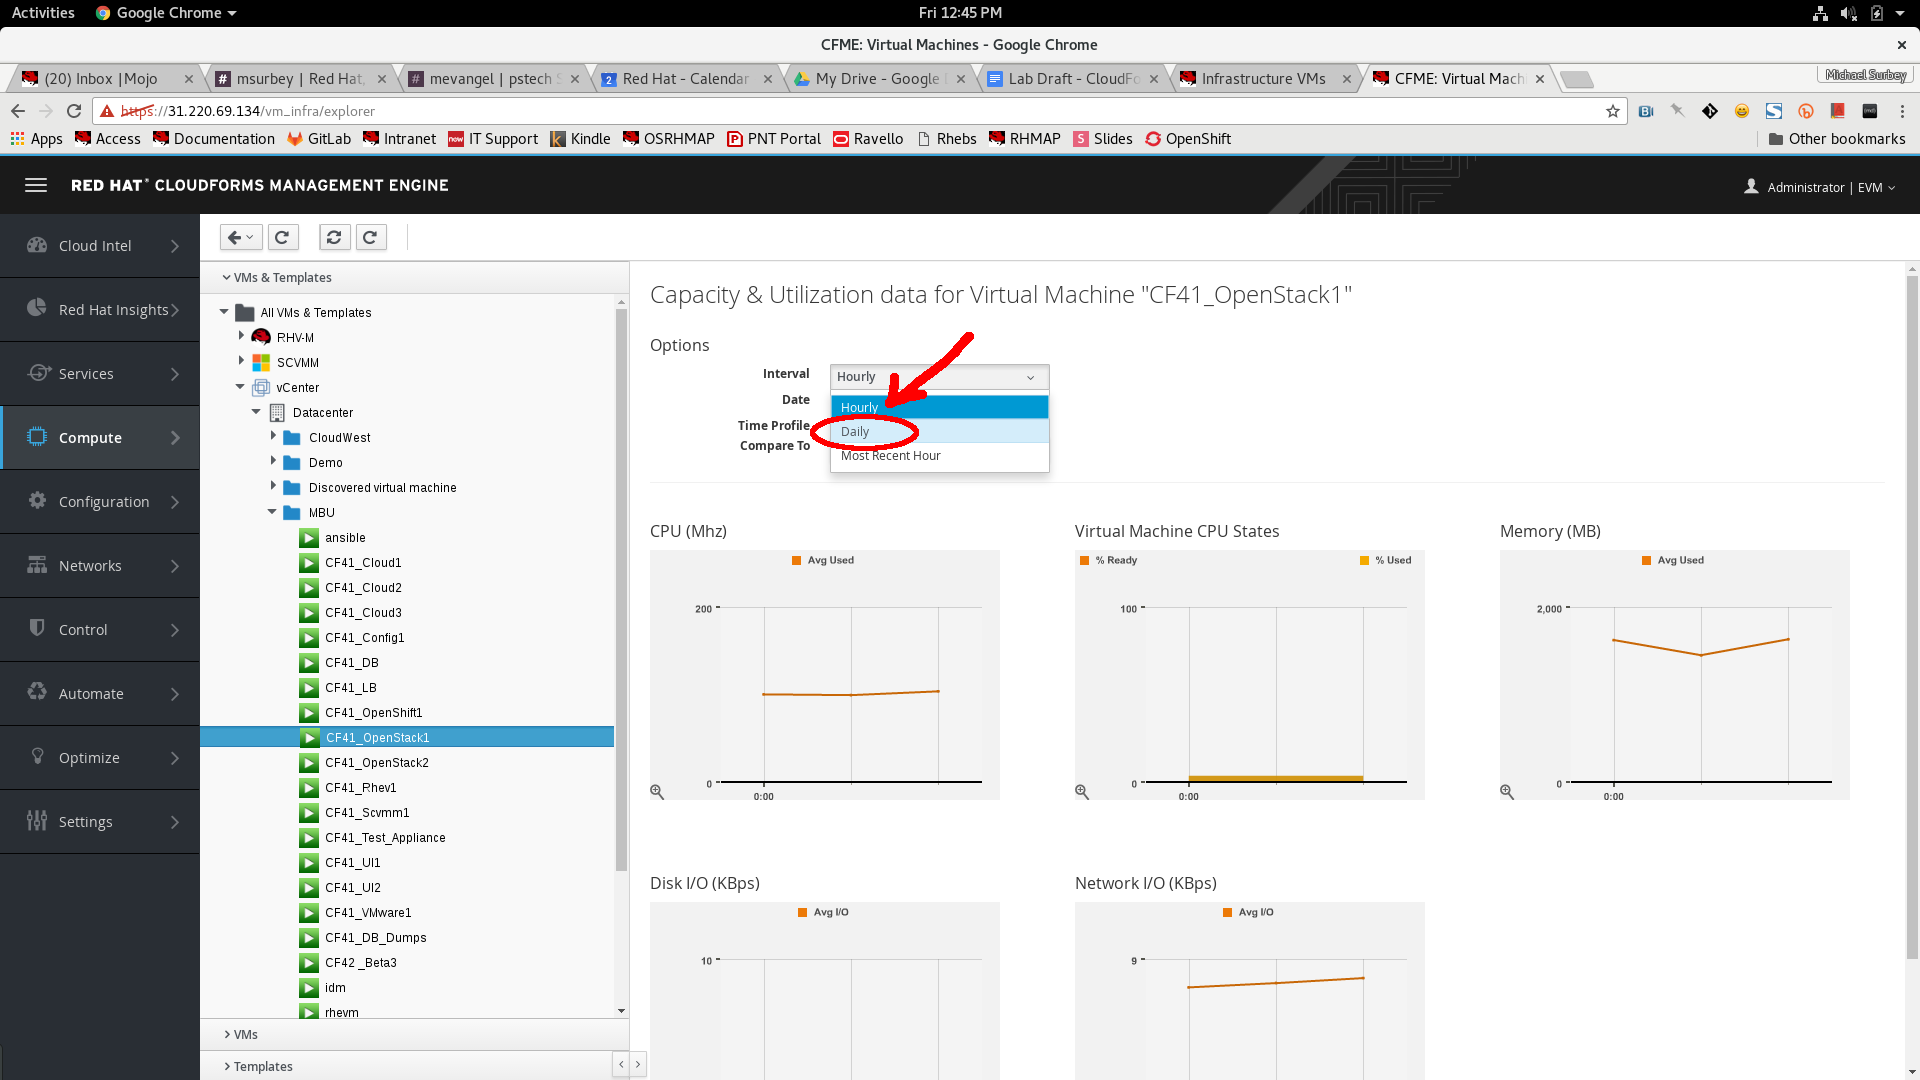 Activities Google Chrome Fri 12:45 PM
CFME: Virtual Machines - Google Chrome
(20) Inbox | Mojo
msurbey | Red Hat,
mevangel | pstech S
Red Hat - Calendar
My Drive - Google
Lab Draft - CloudFo
Infrastructure VMs
CFME: Virtual Mach
Michael Surbey
https://31.220.69.134/vm_infra/explorer
Apps Access Documentation GitLab Intranet IT Support Kindle OSRHMAP PNT Portal Ravello Rhebs RHMAP Slides OpenShift Other bookmarks
RED HAT® CLOUDFORMS MANAGEMENT ENGINE
Administrator | EVM
Cloud Intel
Red Hat Insights
Services
Compute
Configuration
Networks
Control
Automate
Optimize
Settings
VMs & Templates
All VMs & Templates
RHV-M
SCVMM
vCenter
Datacenter
CloudWest
Demo
Discovered virtual machine
MBU
ansible
CF41_Cloud1
CF41_Cloud2
CF41_Cloud3
CF41_Config1
CF41_DB
CF41_LB
CF41_OpenShift1
CF41_OpenStack1
CF41_OpenStack2
CF41_Rhev1
CF41_Scvmm1
CF41_Test_Appliance
CF41_UI1
CF41_UI2
CF41_VMware1
CF41_DB_Dumps
CF42 _Beta3
idm
rhevm
VMs
Templates
Capacity & Utilization data for Virtual Machine "CF41_OpenStack1"
Options
Interval Hourly
Date
Time Profile
Compare To
Hourly
Daily
Most Recent Hour
CPU (Mhz)
Avg Used
200
0
0:00
Virtual Machine CPU States
% Ready % Used
100
0
0:00
Memory (MB)
Avg Used
2,000
0
0:00
Disk I/O (KBps)
Avg I/O
10
Network I/O (KBps)
Avg I/O
9